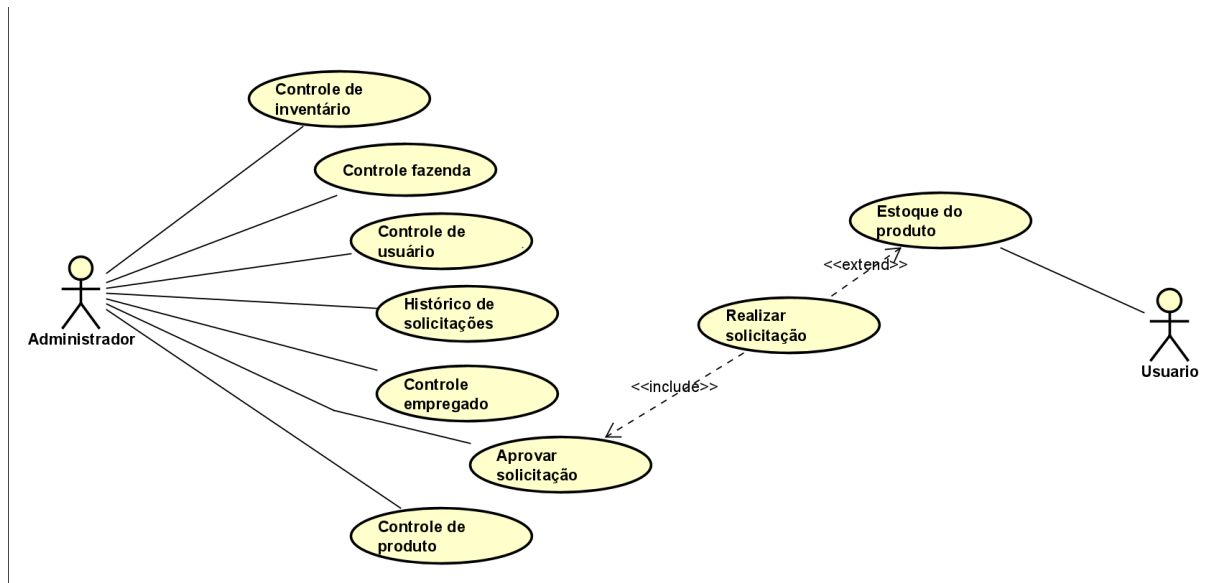 Controle de
inventário
Controle fazenda
Controle de
usuário
Histórico de
solicitações
Controle
empregado
Aprovar
solicitação
Controle de
produto
Administrador
<<include>>
Realizar
solicitação
<<extend>>
Estoque do
produto
Usuario